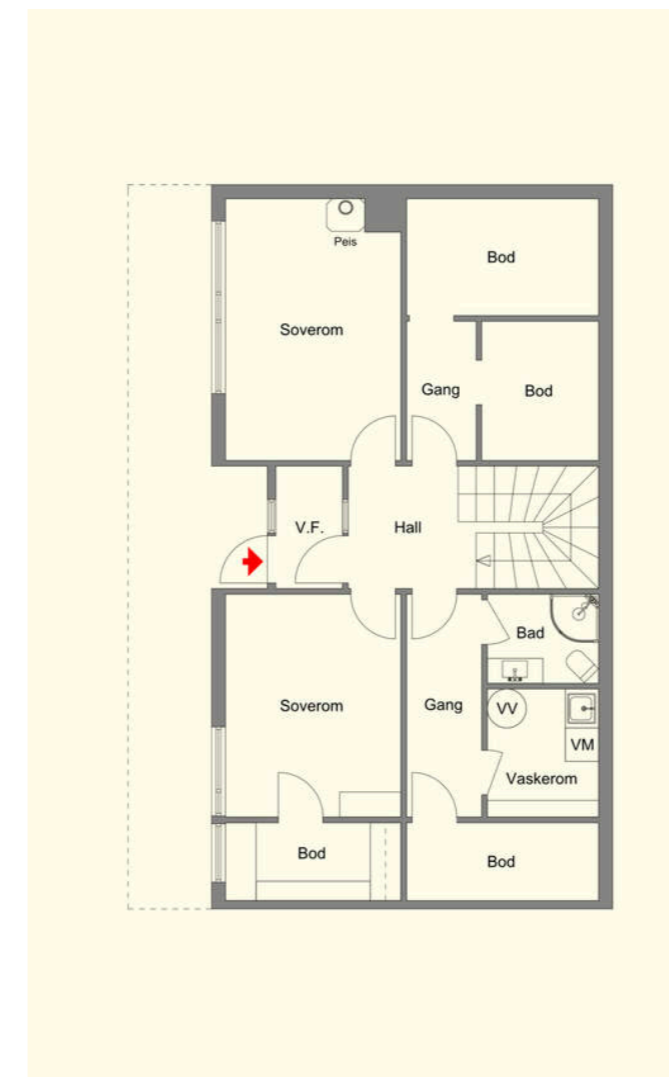 Peis
Bod
Soverom
Gang
Bod
V.F.
Hall
Bad
Soverom
Gang
VV
VM
Vaskerom
Bod
Bod